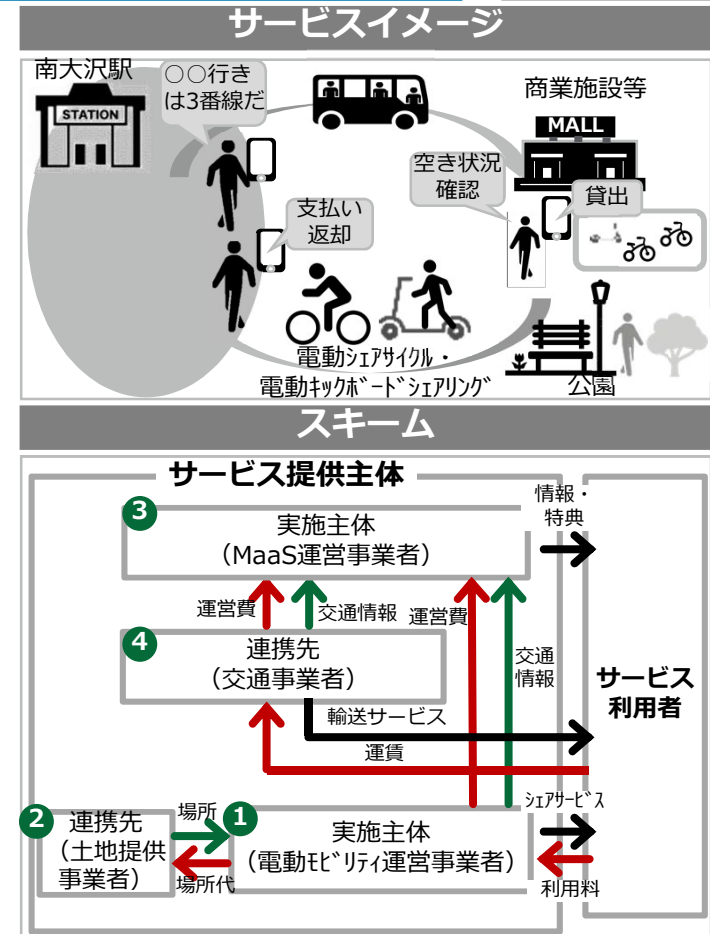 サービスイメージ
南大沢駅
STATION
○○行き
は3番線だ
商業施設等
MALL
空き状況
確認
貸出
支払い
返却
電動ｼｪｱｻｲｸﾙ・
電動ｷｯｸﾎﾞｰﾄﾞｼｪｱﾘﾝｸﾞ
公園
スキーム
サービス提供主体
情報・
特典
3
実施主体
（MaaS運営事業者）
運営費
交通情報
運営費
4
連携先
（交通事業者）
交通
情報
サービス
利用者
輸送サービス
運賃
ｼｪｱｻｰﾋﾞｽ
2
連携先
（土地提供
事業者）
場所
場所代
1
実施主体
（電動ﾓﾋﾞﾘﾃｨ運営事業者）
利用料